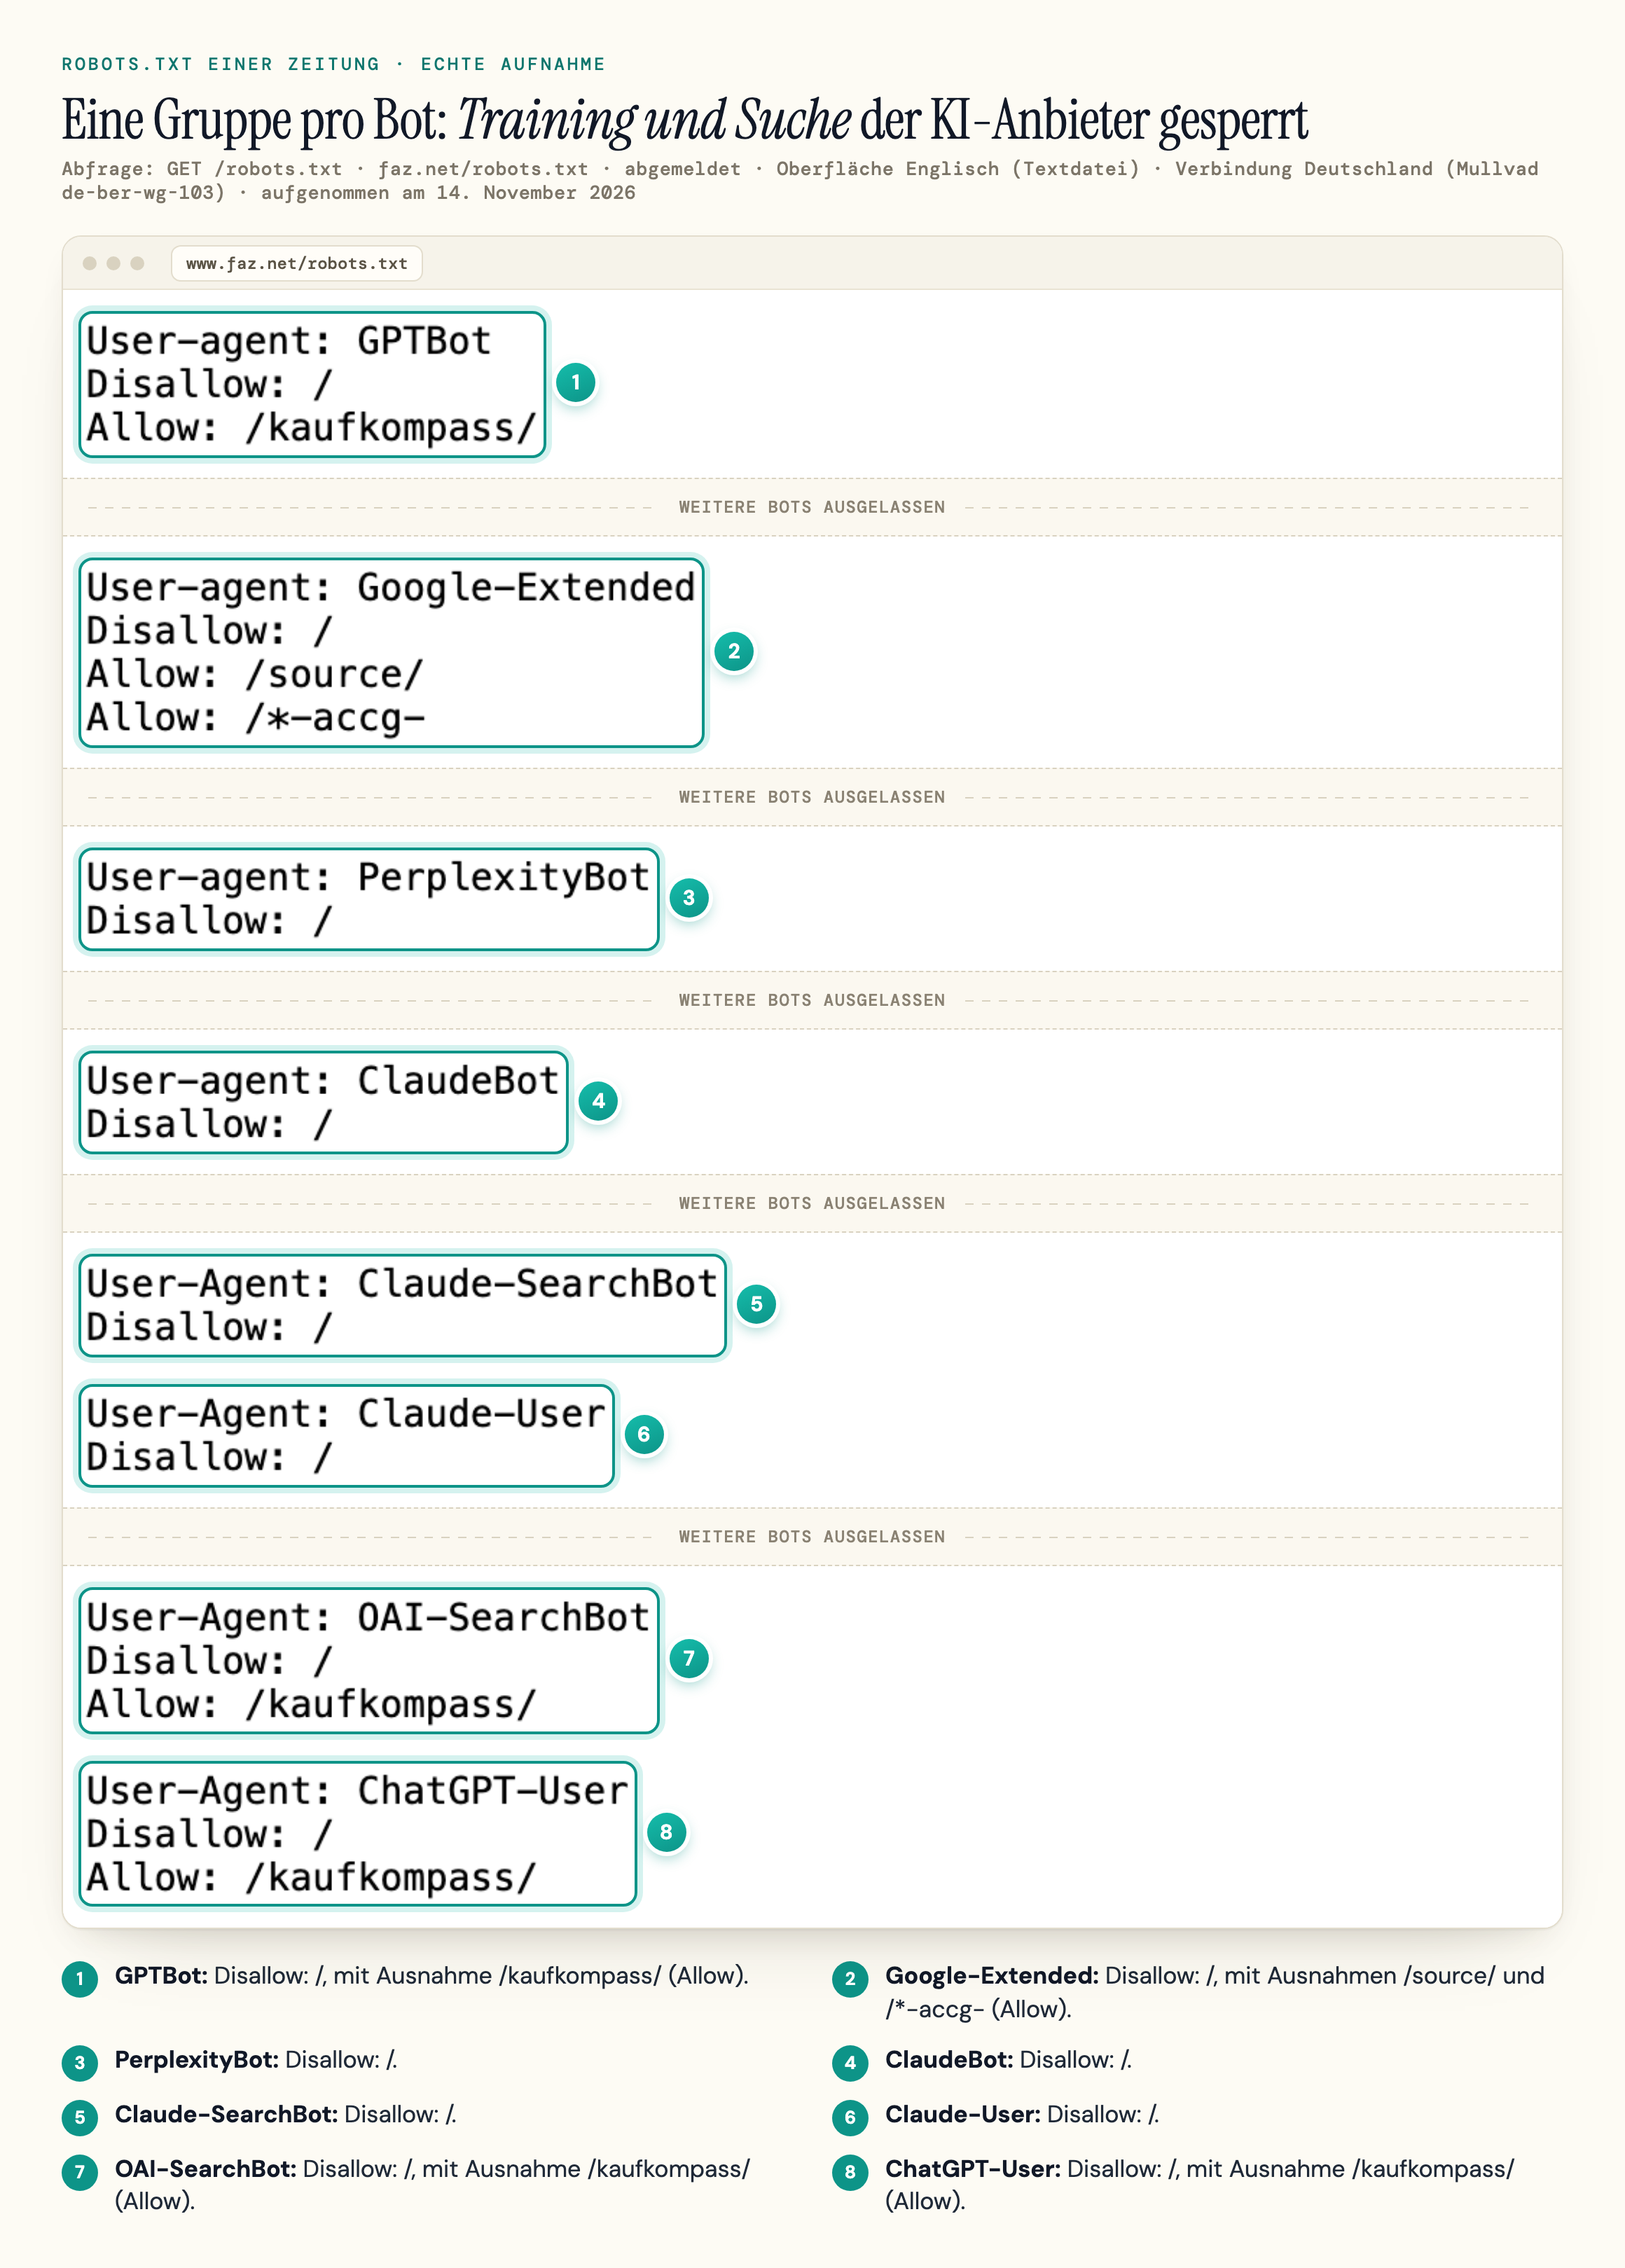 ROBOTS.TXT EINER ZEITUNG · ECHTE AUFNAHME
Eine Gruppe pro Bot: Training und Suche der KI-Anbieter gesperrt
Abfrage: GET /robots.txt · faz.net/robots.txt · abgemeldet · Oberfläche Englisch (Textdatei) · Verbindung Deutschland (Mullvad
de-ber-wg-103) · aufgenommen am 14. November 2026
www.faz.net/robots.txt
User-agent: GPTBot
Disallow: /
Allow: /kaufkompass/
1
WEITERE BOTS AUSGELASSEN
User-agent: Google-Extended
Disallow: /
Allow: /source/
Allow: /*-accg-
2
WEITERE BOTS AUSGELASSEN
User-agent: PerplexityBot
Disallow: /
3
WEITERE BOTS AUSGELASSEN
User-agent: ClaudeBot
Disallow: /
4
WEITERE BOTS AUSGELASSEN
User-Agent: Claude-SearchBot
Disallow: /
5
User-Agent: Claude-User
Disallow: /
6
WEITERE BOTS AUSGELASSEN
User-Agent: OAI-SearchBot
Disallow: /
Allow: /kaufkompass/
7
User-Agent: ChatGPT-User
Disallow: /
Allow: /kaufkompass/
8
1 GPTBot: Disallow: /, mit Ausnahme /kaufkompass/ (Allow).
2 Google-Extended: Disallow: /, mit Ausnahmen /source/ und
/*-accg- (Allow).
3 PerplexityBot: Disallow: /.
4 ClaudeBot: Disallow: /.
5 Claude-SearchBot: Disallow: /.
6 Claude-User: Disallow: /.
7 OAI-SearchBot: Disallow: /, mit Ausnahme /kaufkompass/
(Allow).
8 ChatGPT-User: Disallow: /, mit Ausnahme /kaufkompass/
(Allow).